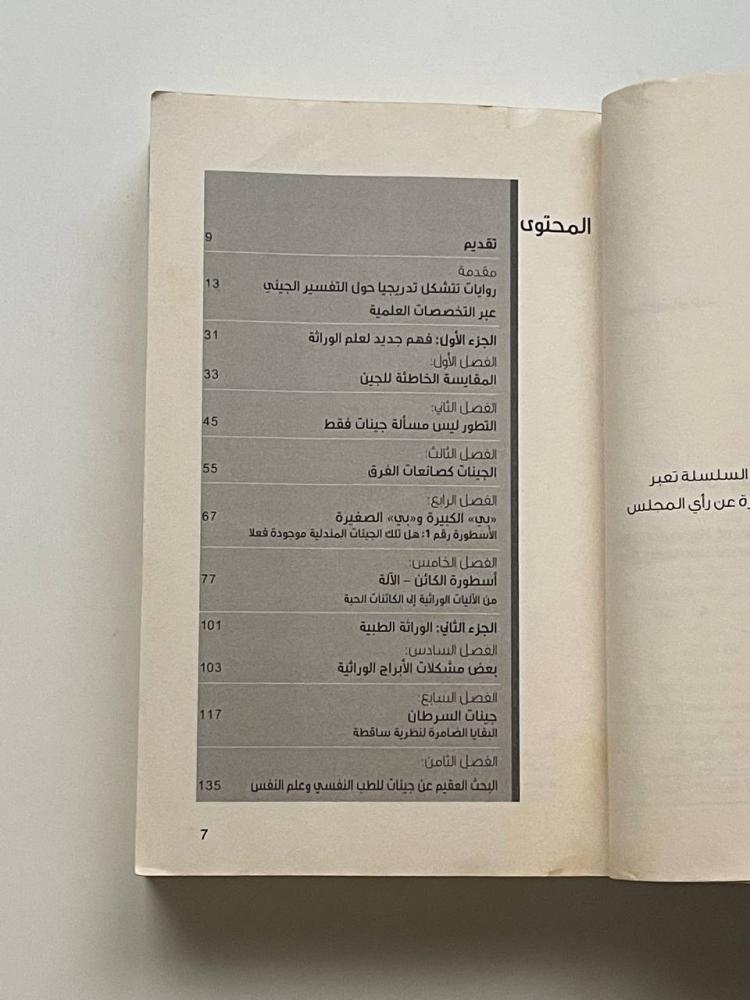 المحتوى
تقديم 9
مقدمة
روايات تتشكل تدريجيا حول التفسير الجيني 13
عبر التخصصات العلمية
الجزء الأول: فهم جديد لعلم الوراثة 31
الفصل الأول:
المقايسة الخاطئة للجين 33
الفصل الثاني:
التطور ليس مسألة جينات فقط 45
الفصل الثالث:
الجينات كصانعات الفرق 55
الفصل الرابع:
«بي» الكبيرة و«بي» الصغيرة 67
الأسطورة رقم 1: هل تلك الجينات المندلية موجودة فعلا
الفصل الخامس:
أسطورة الكائن – الآلة 77
من الآليات الوراثية إلى الكائنات الحية
الجزء الثاني: الوراثة الطبية 101
الفصل السادس:
بعض مشكلات الأبراج الوراثية 103
الفصل السابع:
جينات السرطان 117
البقايا الضامرة لنظرية ساقطة
الفصل الثامن:
البحث العقيم عن جينات للطب النفسي وعلم النفس 135
7
السلسلة تعبر
رة عن رأي المجلس